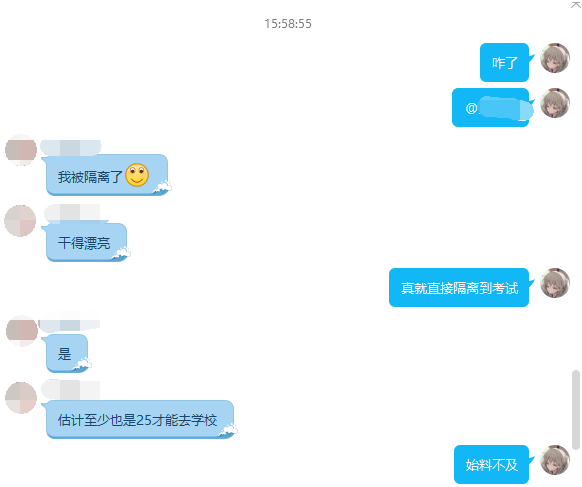 15:58:55
咋了
@
我被隔离了
干得漂亮
真就直接隔离到考试
是
估计至少也是25才能去学校
始料不及